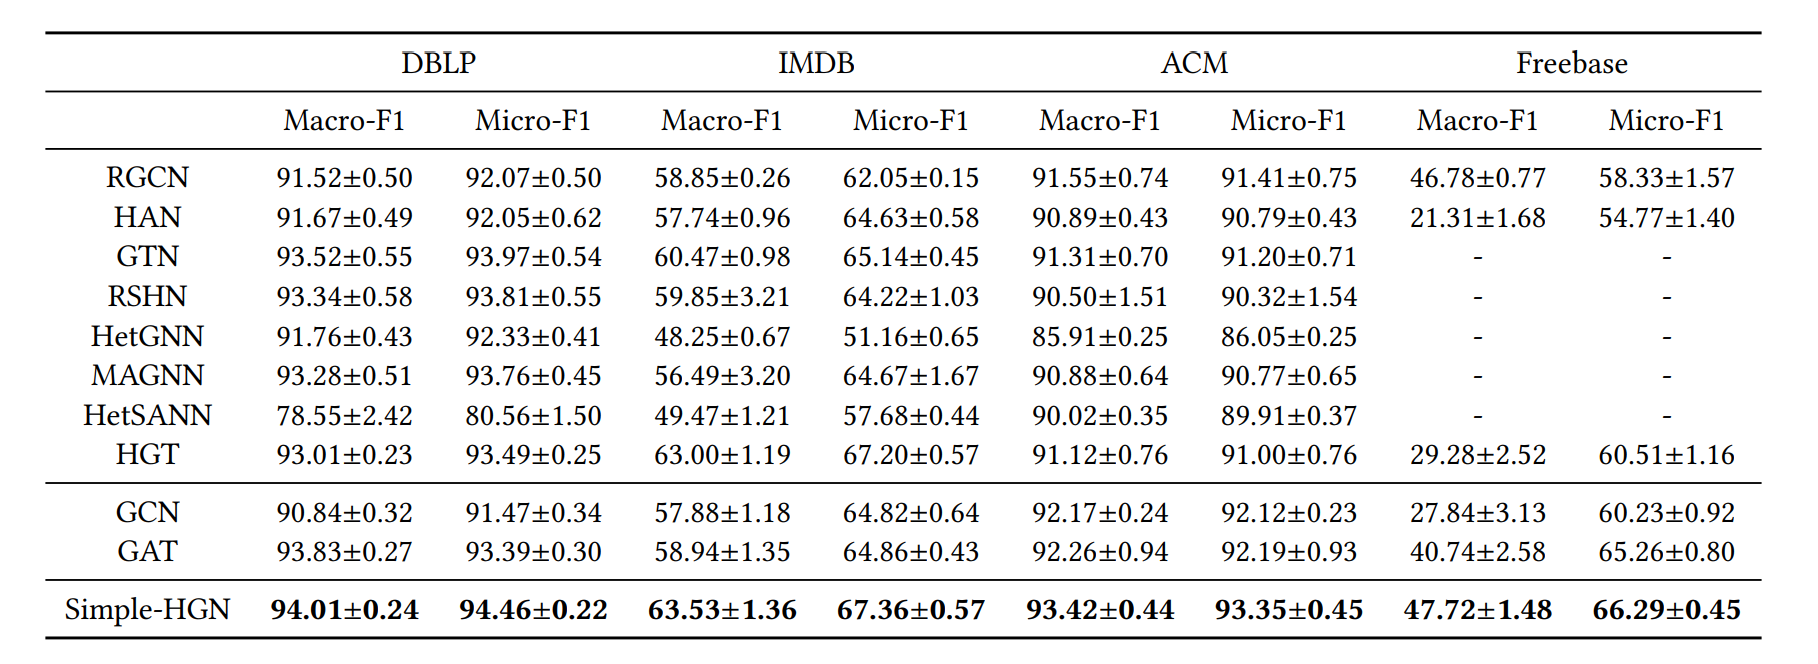 DBLP IMDB ACM Freebase
Macro-F1 Micro-F1 Macro-F1 Micro-F1 Macro-F1 Micro-F1 Macro-F1 Micro-F1
RGCN 91.52±0.50 92.07±0.50 58.85±0.26 62.05±0.15 91.55±0.74 91.41±0.75 46.78±0.77 58.33±1.57
HAN 91.67±0.49 92.05±0.62 57.74±0.96 64.63±0.58 90.89±0.43 90.79±0.43 21.31±1.68 54.77±1.40
GTN 93.52±0.55 93.97±0.54 60.47±0.98 65.14±0.45 91.31±0.70 91.20±0.71 - -
RSHN 93.34±0.58 93.81±0.55 59.85±3.21 64.22±1.03 90.50±1.51 90.32±1.54 - -
HetGNN 91.76±0.43 92.33±0.41 48.25±0.67 51.16±0.65 85.91±0.25 86.05±0.25 - -
MAGNN 93.28±0.51 93.76±0.45 56.49±3.20 64.67±1.67 90.88±0.64 90.77±0.65 - -
HetSANN 78.55±2.42 80.56±1.50 49.47±1.21 57.68±0.44 90.02±0.35 89.91±0.37 - -
HGT 93.01±0.23 93.49±0.25 63.00±1.19 67.20±0.57 91.12±0.76 91.00±0.76 29.28±2.52 60.51±1.16
GCN 90.84±0.32 91.47±0.34 57.88±1.18 64.82±0.64 92.17±0.24 92.12±0.23 27.84±3.13 60.23±0.92
GAT 93.83±0.27 93.39±0.30 58.94±1.35 64.86±0.43 92.26±0.94 92.19±0.93 40.74±2.58 65.26±0.80
Simple-HGN 94.01±0.24 94.46±0.22 63.53±1.36 67.36±0.57 93.42±0.44 93.35±0.45 47.72±1.48 66.29±0.45